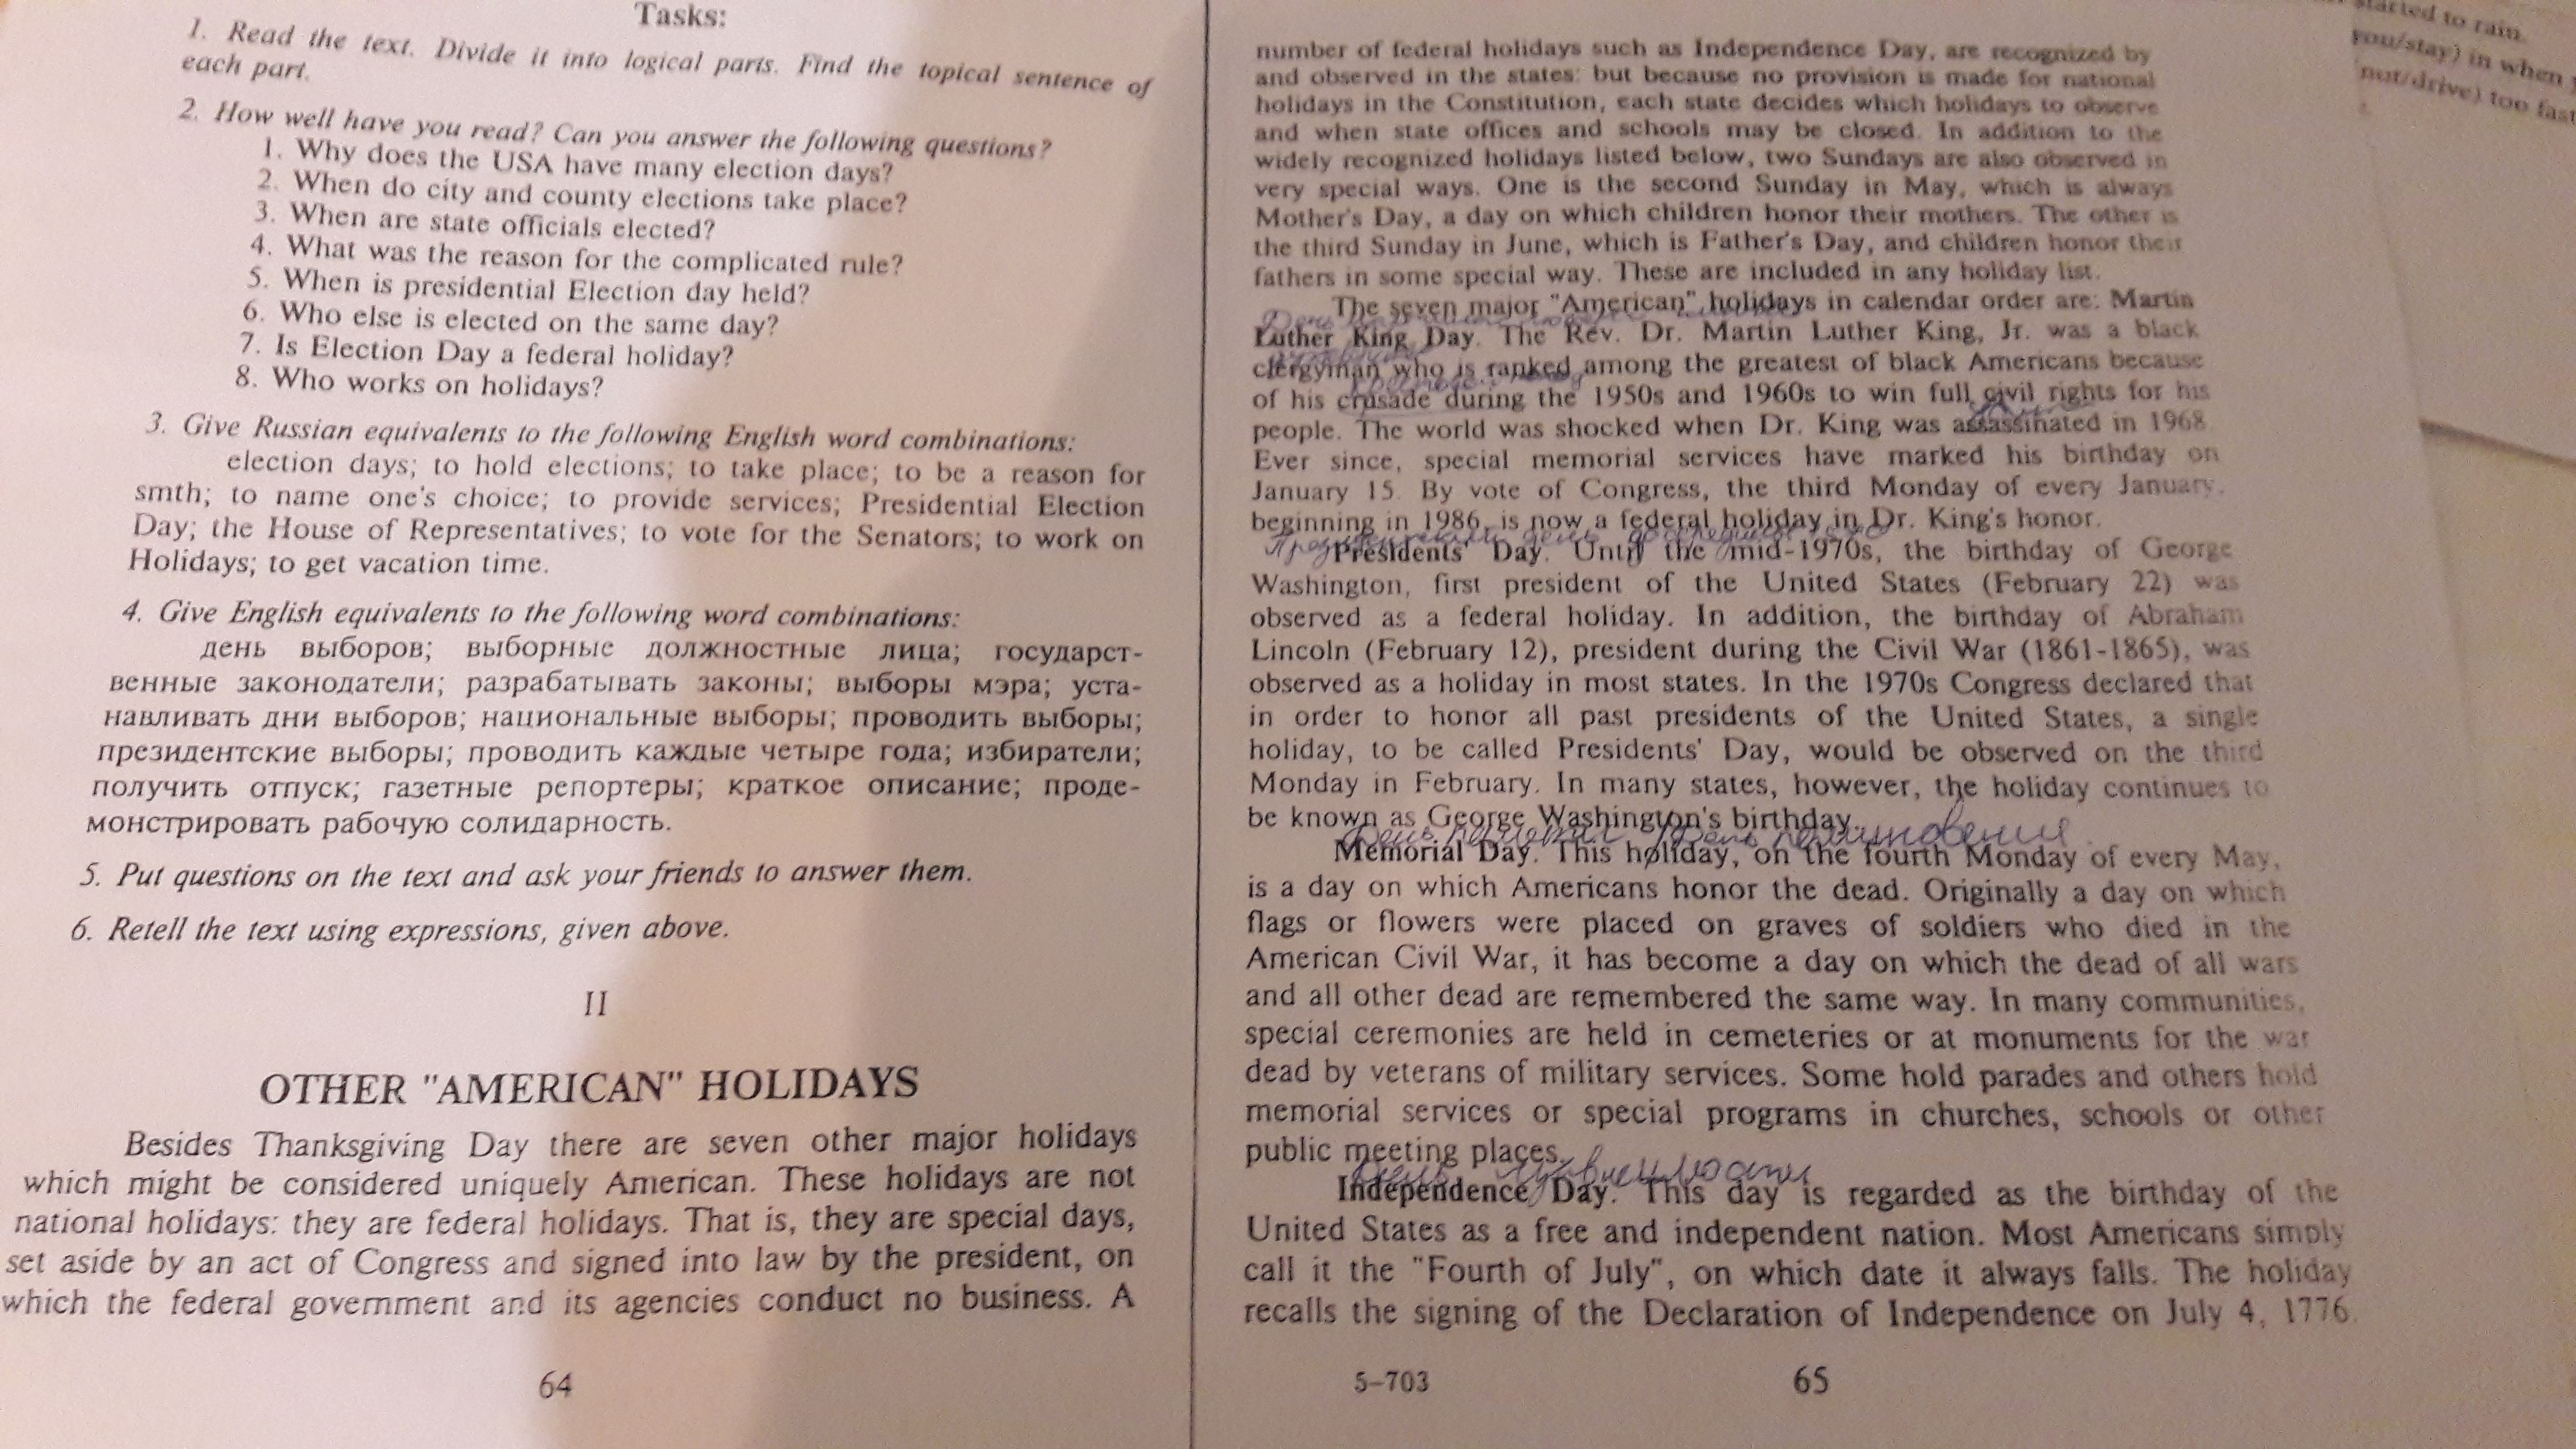 Tasks:
1. Read the text. Divide it into logical parts. Find the topical sentence of
each part.
2. How well have you read? Can you answer the following questions?
1. Why does the USA have many election days?
2. When do city and county elections take place?
3. When are state officials elected?
4. What was the reason for the complicated rule?
5. When is presidential Election day held?
6. Who else is elected on the same day?
7. Is Election Day a federal holiday?
8. Who works on holidays?
3. Give Russian equivalents to the following English word combinations:
election days; to hold elections; to take place; to be a reason for
smth; to name one's choice; to provide services; Presidential Election
Day; the House of Representatives; to vote for the Senators; to work on
Holidays; to get vacation time.
4. Give English equivalents to the following word combinations:
день выборов; выборные должностные лица; государст-
венные законодатели; разрабатывать законы; выборы мэра; уста-
навливать дни выборов; национальные выборы; проводить выборы;
президентские выборы; проводить каждые четыре года; избиратели;
получить отпуск; газетные репортеры; краткое описание; проде-
монстрировать рабочую солидарность.
5. Put questions on the text and ask your friends to answer them.
6. Retell the text using expressions, given above.
II
OTHER "AMERICAN" HOLIDAYS
Besides Thanksgiving Day there are seven other major holidays
which might be considered uniquely American. These holidays are not
national holidays: they are federal holidays. That is, they are special days,
set aside by an act of Congress and signed into law by the president, on
which the federal government and its agencies conduct no business. A
64
number of federal holidays such as Independence Day, are recognized by
and observed in the states: but because no provision is made for national
holidays in the Constitution, each state decides which holidays to observe
and when state offices and schools may be closed. In addition to the
widely recognized holidays listed below, two Sundays are also observed in
very special ways. One is the second Sunday in May, which is always
Mother's Day, a day on which children honor their mothers. The other is
the third Sunday in June, which is Father's Day, and children honor their
fathers in some special way. These are included in any holiday list.
The seven major "American" holidays in calendar order are: Martin
День
Luther King Day. The Rev. Dr. Martin Luther King, Jr. was a black
clergyman who is ranked among the greatest of black Americans because
of his crusade during the 1950s and 1960s to win full civil rights for his
people. The world was shocked when Dr. King was assassinated in 1968.
Ever since, special memorial services have marked his birthday on
January 15. By vote of Congress, the third Monday of every January,
beginning in 1986, is now a federal holiday in Dr. King's honor.
Presidents' Day. Until the mid-1970s, the birthday of George
Washington, first president of the United States (February 22) was
observed as a federal holiday. In addition, the birthday of Abraham
Lincoln (February 12), president during the Civil War (1861-1865), was
observed as a holiday in most states. In the 1970s Congress declared that
in order to honor all past presidents of the United States, a single
holiday, to be called Presidents' Day, would be observed on the third
Monday in February. In many states, however, the holiday continues to
be known as George Washington's birthday.
День памяти День поминовения
Memorial Day. This holiday, on the fourth Monday of every May,
is a day on which Americans honor the dead. Originally a day on which
flags or flowers were placed on graves of soldiers who died in the
American Civil War, it has become a day on which the dead of all wars
and all other dead are remembered the same way. In many communities,
special ceremonies are held in cemeteries or at monuments for the war
dead by veterans of military services. Some hold parades and others hold
memorial services or special programs in churches, schools or other
public meeting places.
День
Independence Day. This day is regarded as the birthday of the
United States as a free and independent nation. Most Americans simply
call it the "Fourth of July", on which date it always falls. The holiday
recalls the signing of the Declaration of Independence on July 4, 1776.
5-703
65
started to rain.
you/stay) in when
not/drive) too fast